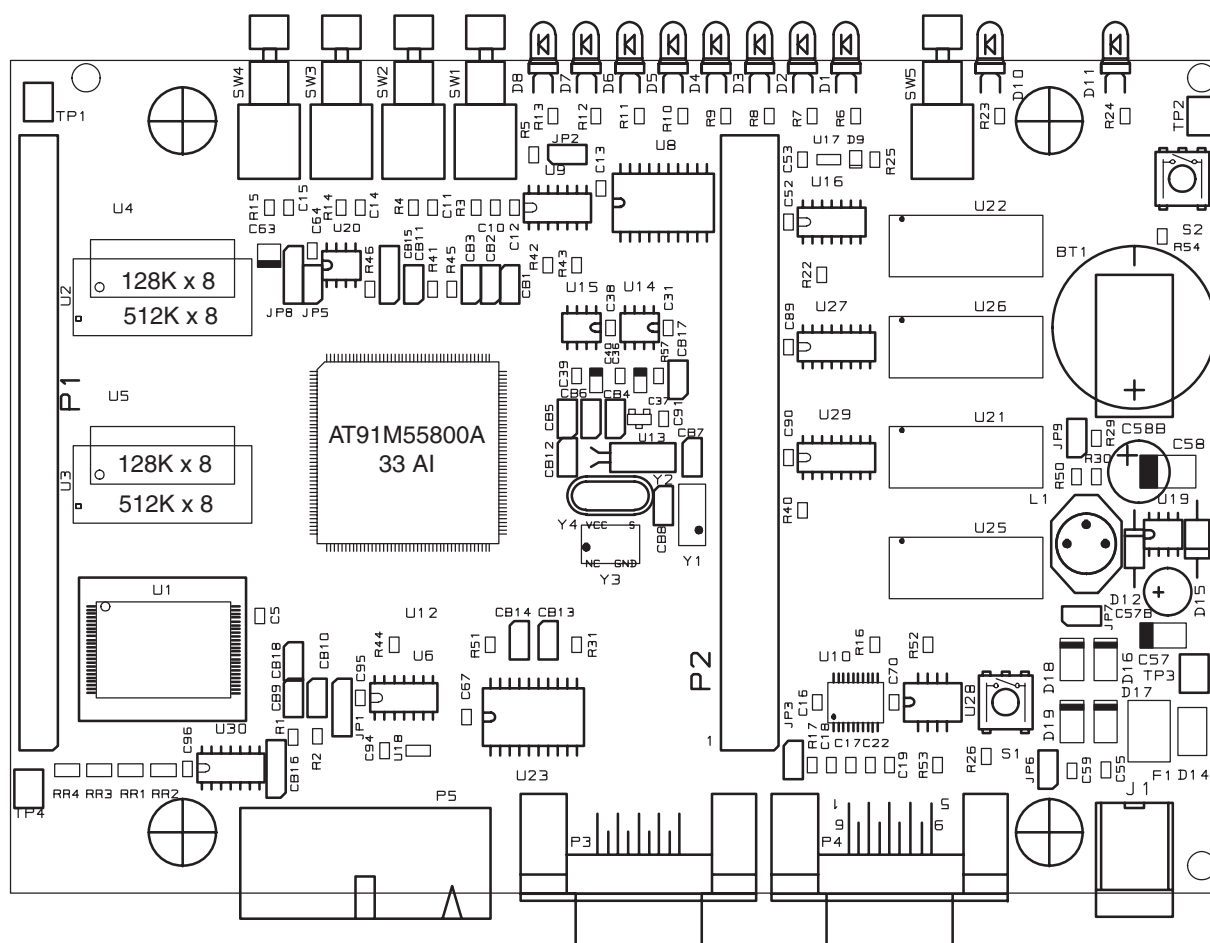 SW4
SW3
SW2
SW1
D8
D7
D6
D5
D4
D3
D2
D1
SW5
D10
D11
TP1
R5
R13
R12
R11
R10
R9
R8
R7
R6
R23
R24
TP2
JP2
U9
C13
U8
C53
U17
D9
R25
U4
R15
C15
C63
C64
R14
C14
U20
R4
C11
R3
C10
C12
C52
U16
U22
S2
R54
R46
CB15
CB11
R41
R45
CB3
CB2
CB1
R42
R43
R22
BT1
U2
128K x 8
512K x 8
JP8
JP5
U15
C38
U14
C31
C89
U27
U26
P1
U5
C39
C40
C36
R57
CB17
AT91M55800A
33 AI
CB5
CB6
CB4
C37
C91
C90
U29
U21
JP9
R29
C58B
C58
U3
128K x 8
512K x 8
CB12
U13
CB7
R50
R30
Y2
R40
L1
U19
Y4
VCC
S
CB8
Y1
U25
NC
GND
Y3
U1
C5
D12
C57B
D15
JP7
U12
CB14
CB13
CB18
CB10
R44
U6
R51
R31
P2
R16
R52
U10
D18
D16
C57
TP3
CB9
C95
C67
C16
C70
U28
D17
U30
R1
JP1
JP3
1
D19
C96
CB16
R2
C94
U18
U23
R17
C18
C17
C22
C19
R53
R26
S1
JP6
C59
C55
F1
D14
RR4
RR3
RR1
RR2
TP4
P5
P3
P4
1
6
5
9
J1